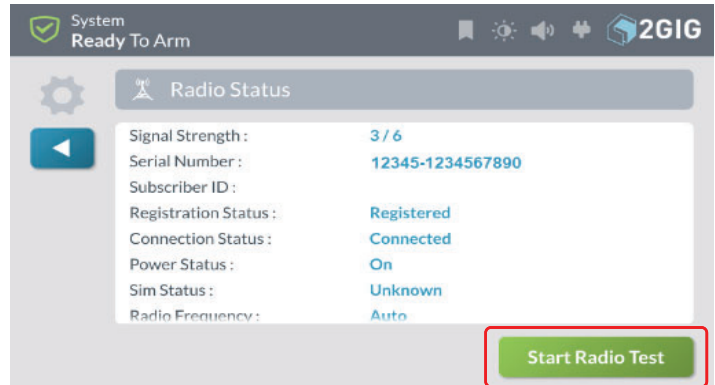 System
Ready To Arm
2GIG
Radio Status
Signal Strength : 3 / 6
Serial Number : 12345-1234567890
Subscriber ID :
Registration Status : Registered
Connection Status : Connected
Power Status : On
Sim Status : Unknown
Radio Frequency : Auto
Start Radio Test